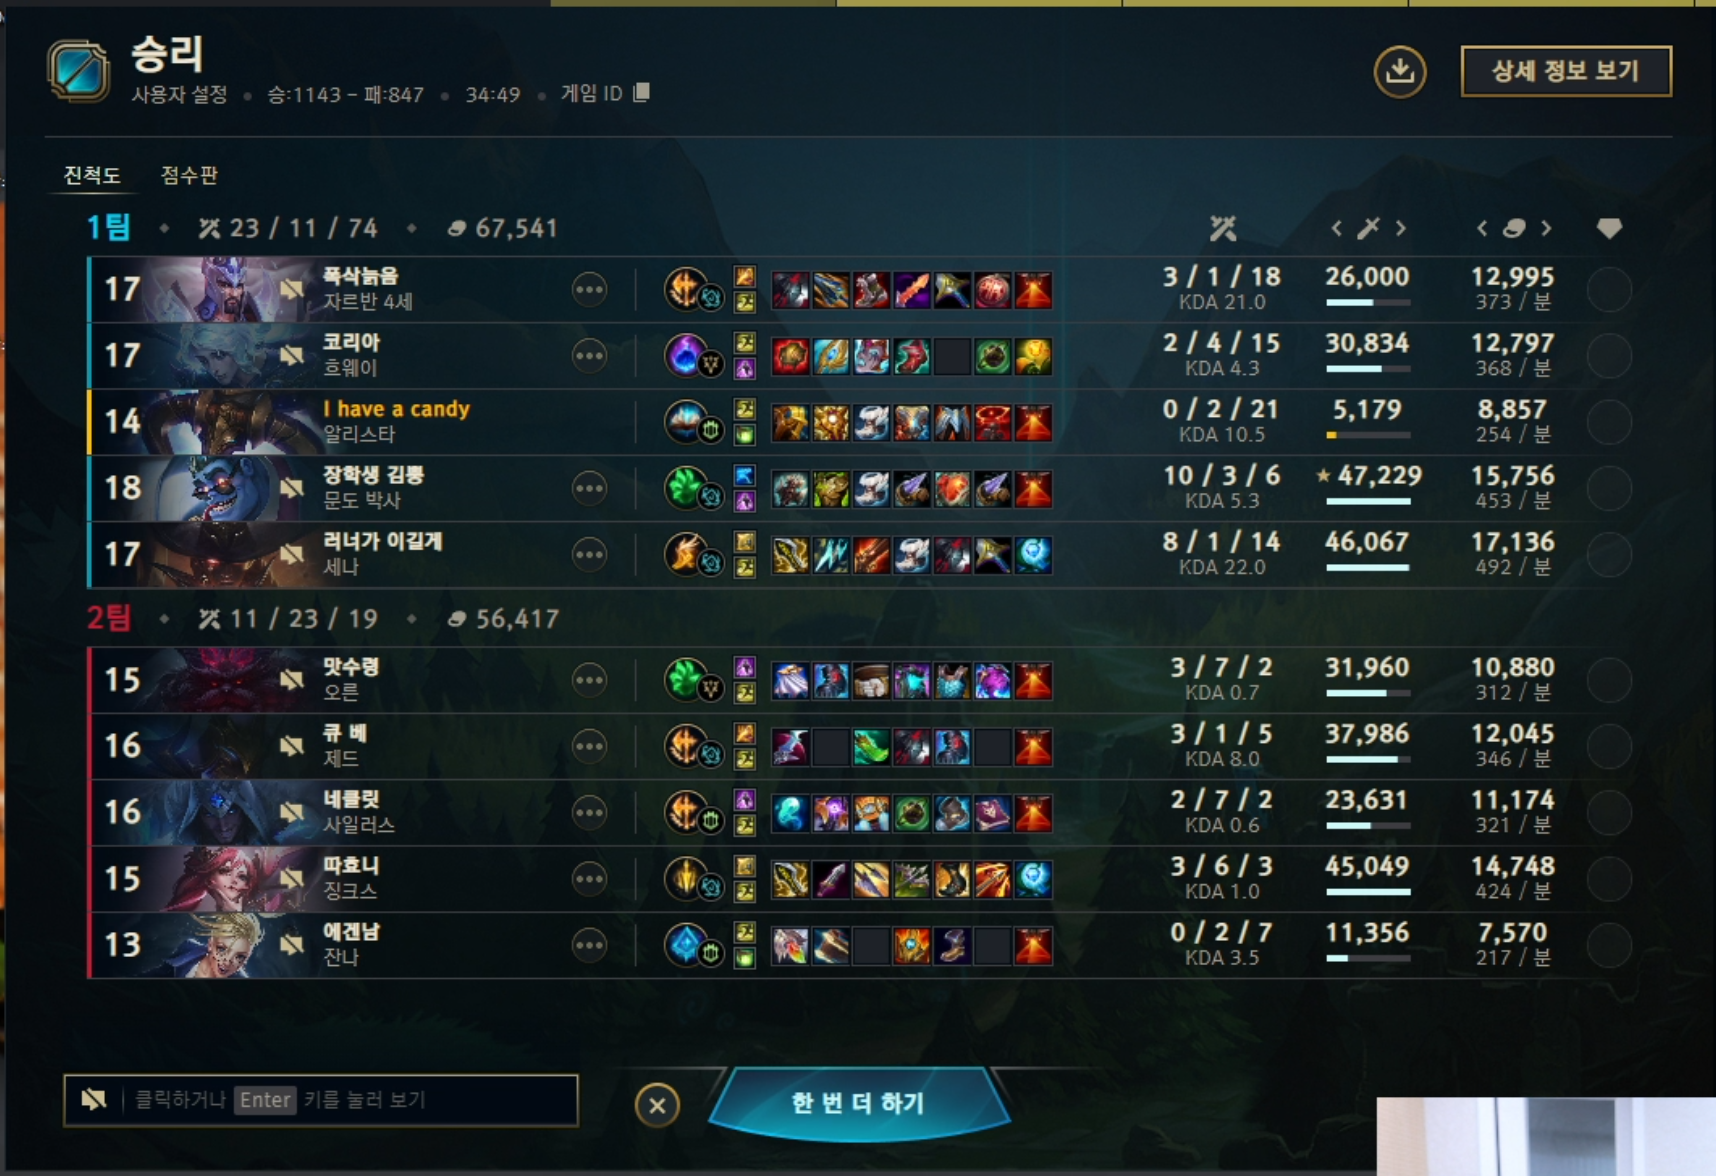 승리
사용자 설정 • 승:1143 – 패:847 • 34:49 • 게임 ID
상세 정보 보기
진척도 점수판
1팀 • 23 / 11 / 74 • 67,541
17 폭삭늙음 3 / 1 / 18 26,000 12,995
자르반 4세 KDA 21.0 373 / 분
17 코리아 2 / 4 / 15 30,834 12,797
흐웨이 KDA 4.3 368 / 분
14 I have a candy 0 / 2 / 21 5,179 8,857
알리스타 KDA 10.5 254 / 분
18 장학생 김뽕 10 / 3 / 6 47,229 15,756
문도 박사 KDA 5.3 453 / 분
17 러너가 이길게 8 / 1 / 14 46,067 17,136
세나 KDA 22.0 492 / 분
2팀 • 11 / 23 / 19 • 56,417
15 맛수령 3 / 7 / 2 31,960 10,880
오른 KDA 0.7 312 / 분
16 큐 베 3 / 1 / 5 37,986 12,045
제드 KDA 8.0 346 / 분
16 네클릿 2 / 7 / 2 23,631 11,174
사일러스 KDA 0.6 321 / 분
15 따효니 3 / 6 / 3 45,049 14,748
징크스 KDA 1.0 424 / 분
13 에겐남 0 / 2 / 7 11,356 7,570
잔나 KDA 3.5 217 / 분
클릭하거나 Enter 키를 눌러 보기
한 번 더 하기